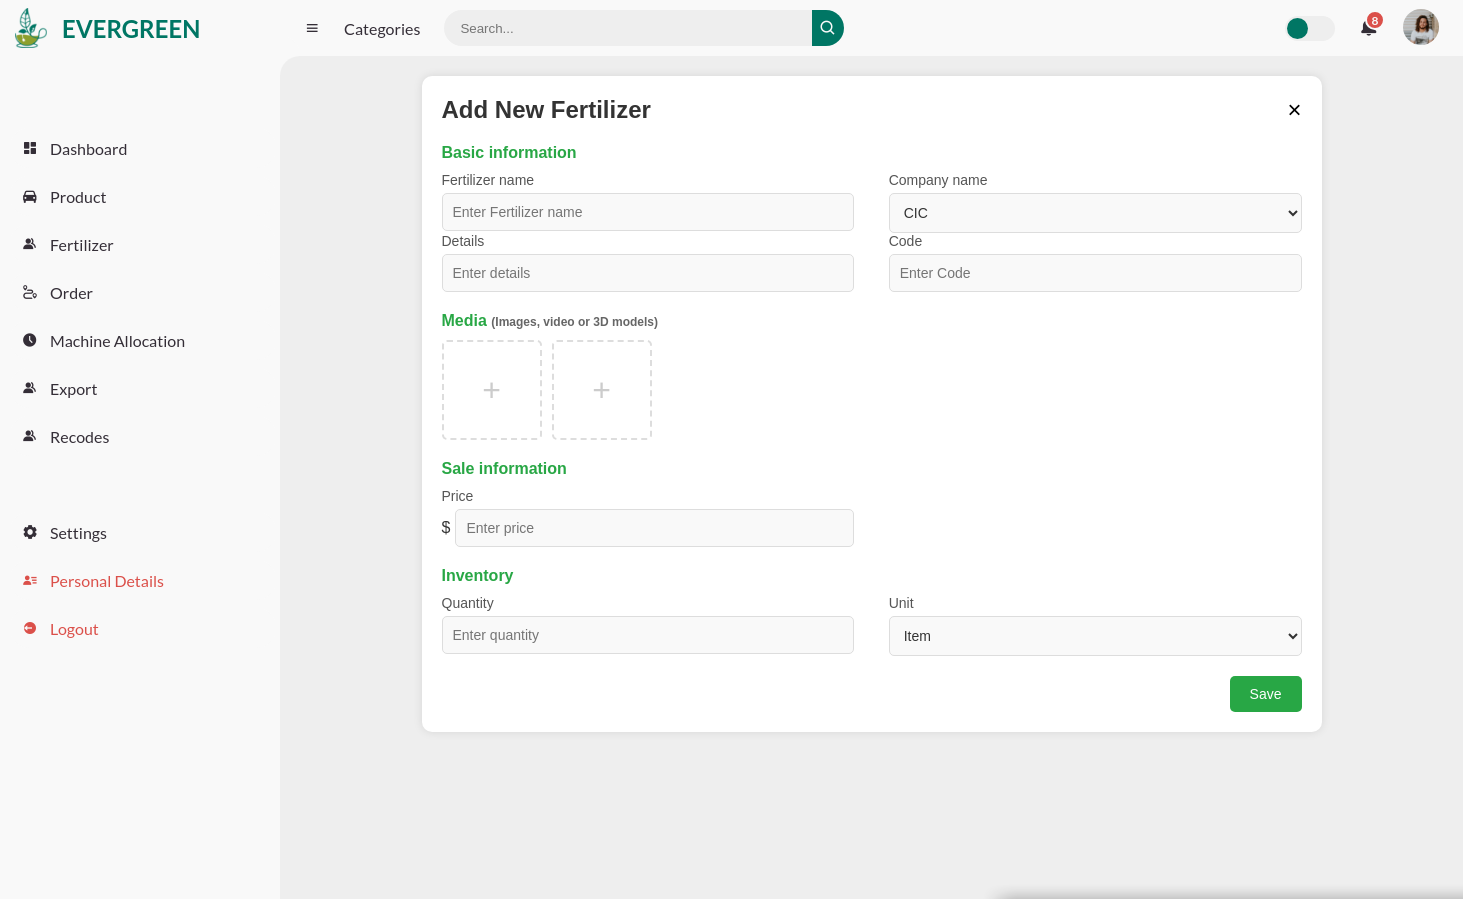 EVERGREEN
Categories
Search...
8
Dashboard
Product
Fertilizer
Order
Machine Allocation
Export
Recodes
Settings
Personal Details
Logout
Add New Fertilizer
×
Basic information
Fertilizer name
Company name
Enter Fertilizer name
CIC
Details
Code
Enter details
Enter Code
Media (Images, video or 3D models)
+ +
Sale information
Price
$ Enter price
Inventory
Quantity
Unit
Enter quantity
Item
Save